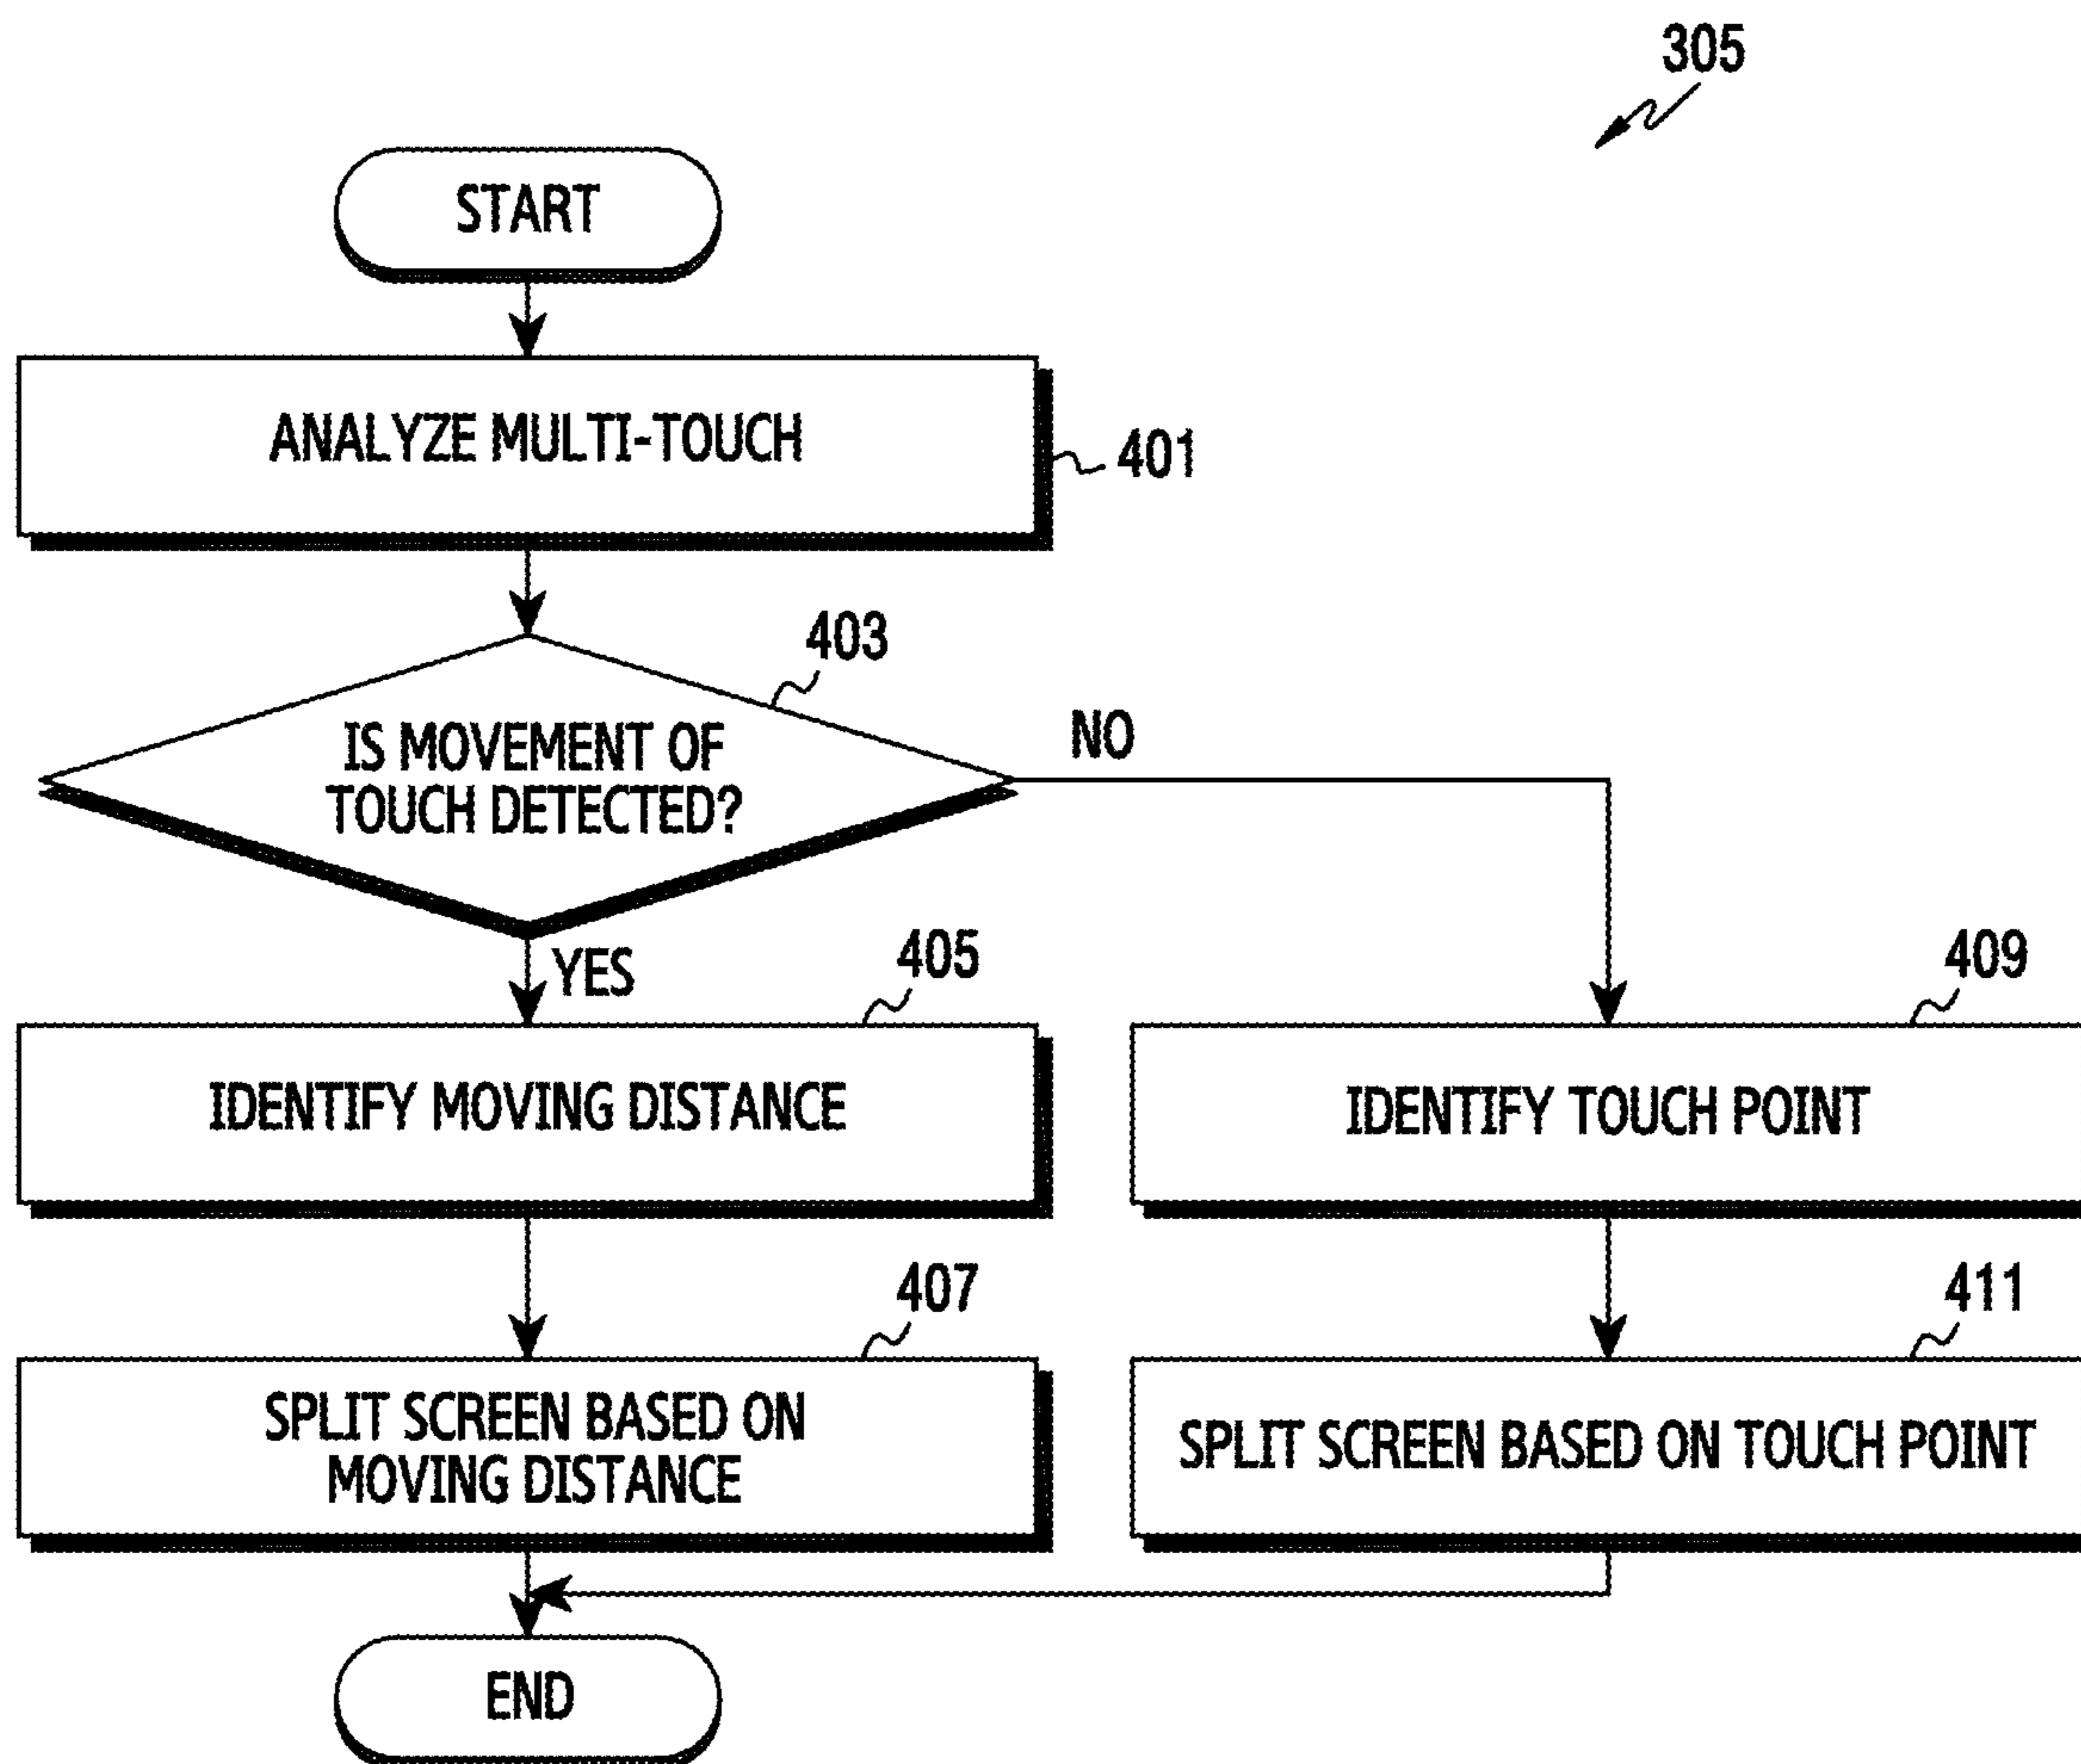 305
START
ANALYZE MULTI-TOUCH
401
403
IS MOVEMENT OF
TOUCH DETECTED?
NO
YES
405
IDENTIFY MOVING DISTANCE
409
IDENTIFY TOUCH POINT
407
SPLIT SCREEN BASED ON
MOVING DISTANCE
411
SPLIT SCREEN BASED ON TOUCH POINT
END